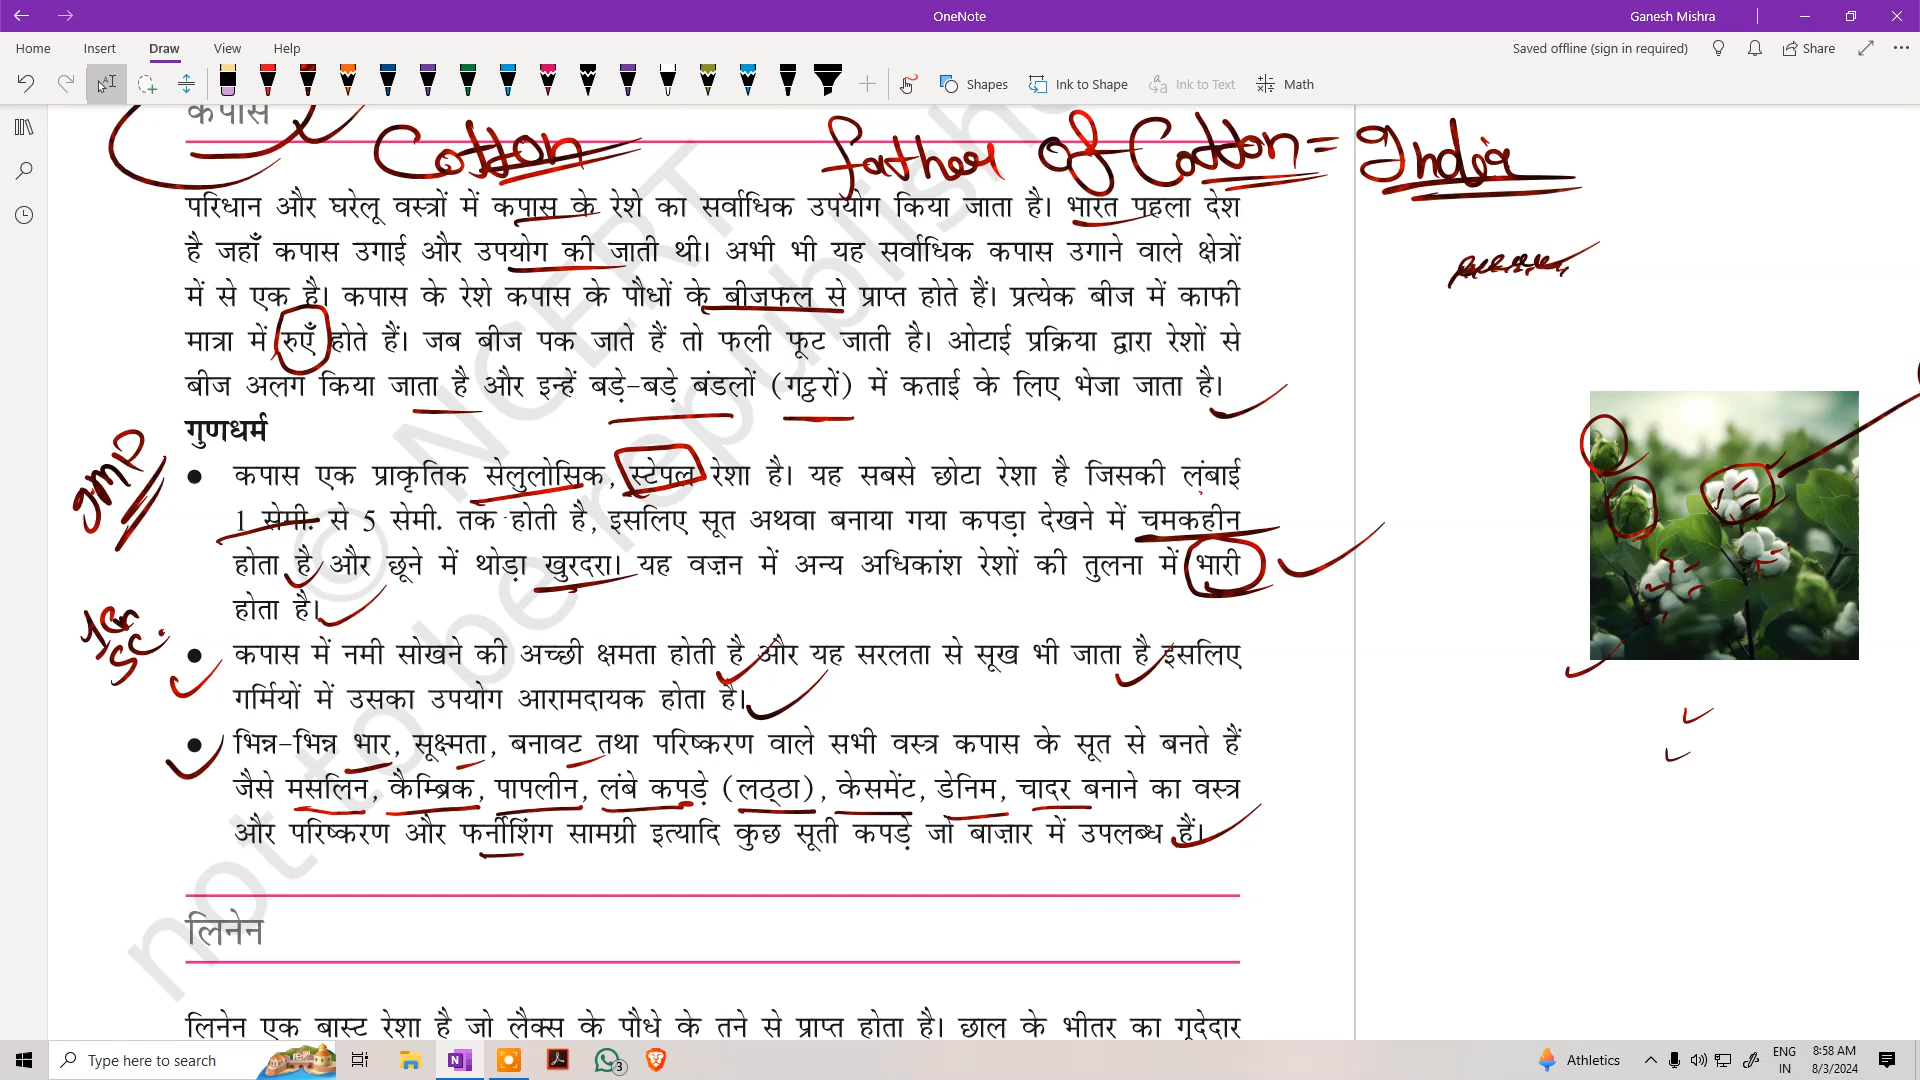 OneNote
Ganesh Mishra
Home Insert Draw View Help
Saved offline (sign in required)
Share
Shapes
Ink to Shape
Ink to Text
Math
कपास
Cotton
father of Cotton = India
परिधान और घरेलू वस्त्रों में कपास के रेशे का सर्वाधिक उपयोग किया जाता है। भारत पहला देश
है जहाँ कपास उगाई और उपयोग की जाती थी। अभी भी यह सर्वाधिक कपास उगाने वाले क्षेत्रों
में से एक है। कपास के रेशे कपास के पौधों के बीजफल से प्राप्त होते हैं। प्रत्येक बीज में काफी
मात्रा में रुएँ होते हैं। जब बीज पक जाते हैं तो फली फूट जाती है। ओटाई प्रक्रिया द्वारा रेशों से
बीज अलग किया जाता है और इन्हें बड़े-बड़े बंडलों (गट्ठरों) में कताई के लिए भेजा जाता है।
गुणधर्म
IMP
● कपास एक प्राकृतिक सेलुलोसिक, स्टेपल रेशा है। यह सबसे छोटा रेशा है जिसकी लंबाई
1 सेमी. से 5 सेमी. तक होती है, इसलिए सूत अथवा बनाया गया कपड़ा देखने में चमकहीन
होता है और छूने में थोड़ा खुरदरा। यह वज़न में अन्य अधिकांश रेशों की तुलना में भारी
होता है।
● कपास में नमी सोखने की अच्छी क्षमता होती है और यह सरलता से सूख भी जाता है इसलिए
गर्मियों में उसका उपयोग आरामदायक होता है।
● भिन्न-भिन्न भार, सूक्ष्मता, बनावट तथा परिष्करण वाले सभी वस्त्र कपास के सूत से बनते हैं
जैसे मसलिन, कैम्ब्रिक, पापलीन, लंबे कपड़े (लठ्ठा), केसमेंट, डेनिम, चादर बनाने का वस्त्र
और परिष्करण और फर्नीशिंग सामग्री इत्यादि कुछ सूती कपड़े जो बाज़ार में उपलब्ध हैं।
लिनेन
लिनेन एक बास्ट रेशा है जो लैक्स के पौधे के तने से प्राप्त होता है। छाल के भीतर का गूदेदार
© NCERT
not to be republished
Type here to search
3
Athletics
ENG
IN
8:58 AM
8/3/2024